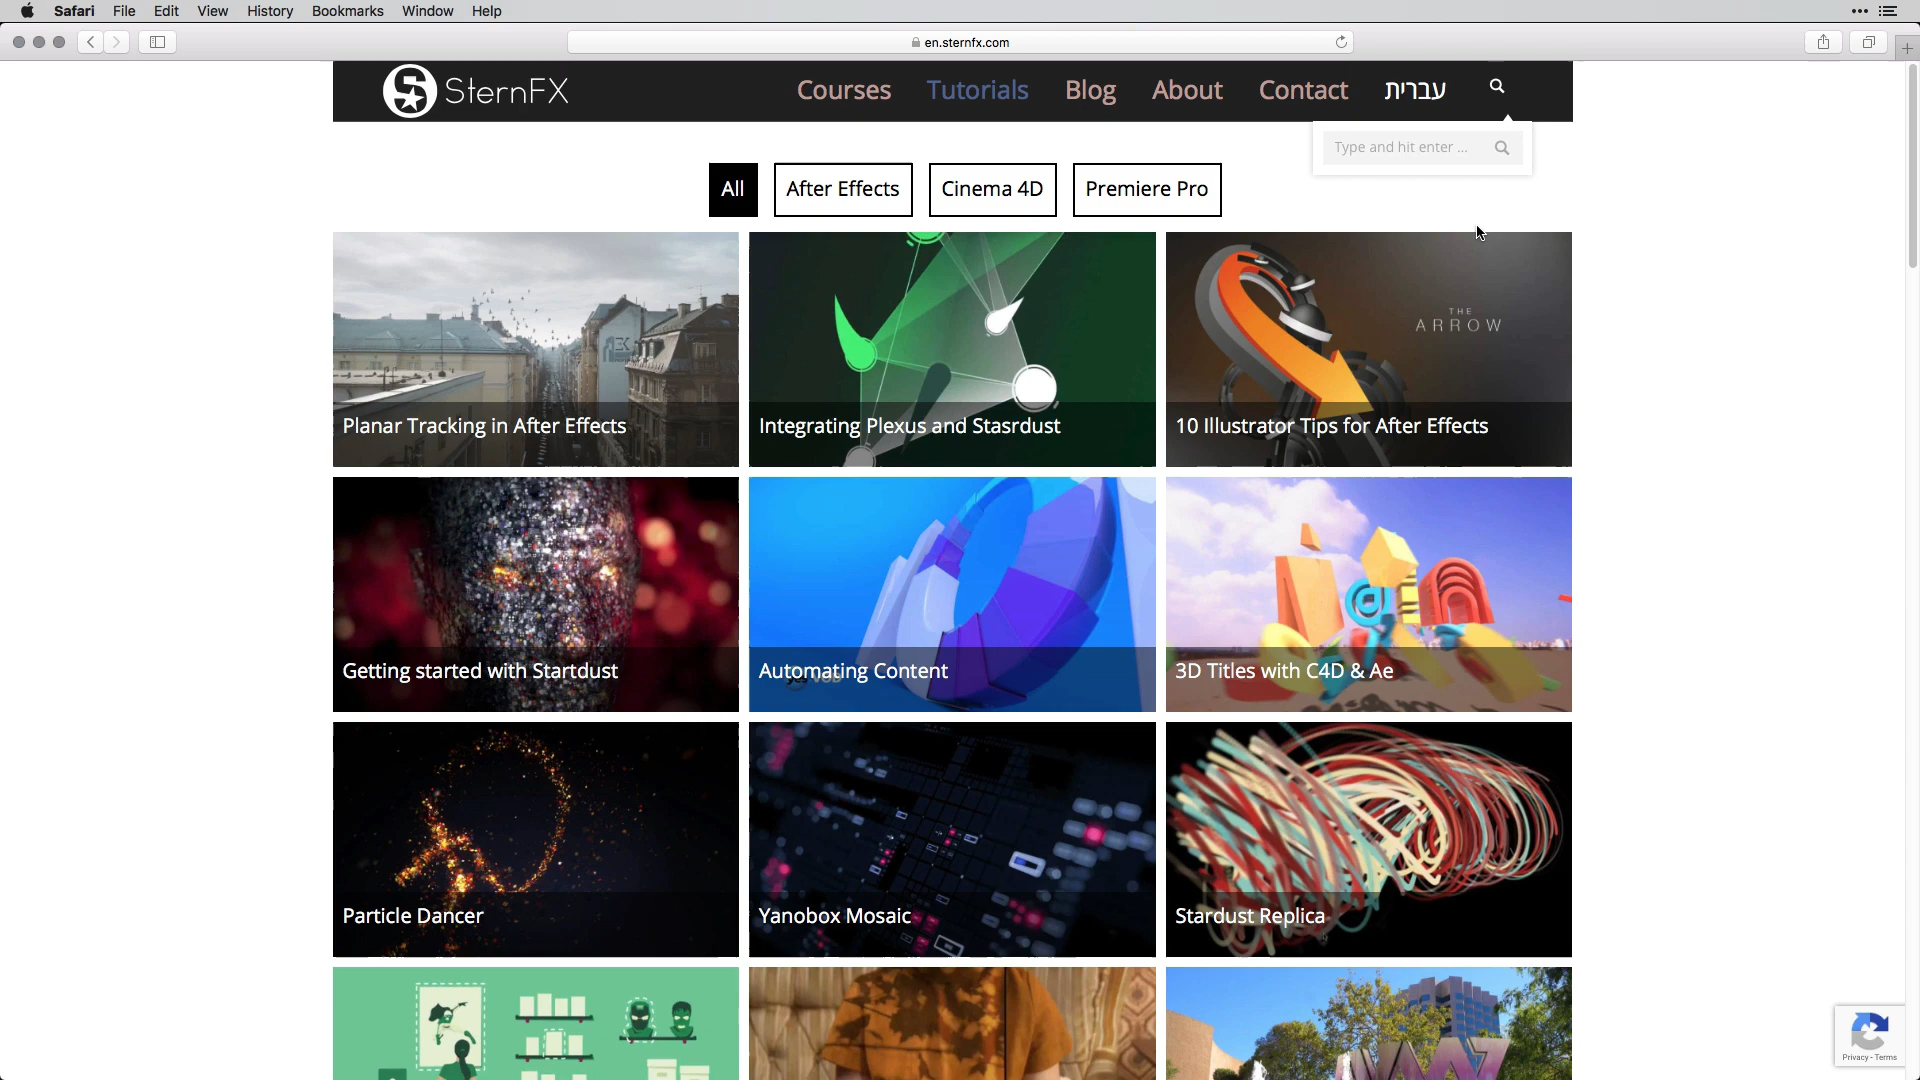 Safari File Edit View History Bookmarks Window Help
en.sternfx.com
SternFX Courses Tutorials Blog About Contact עברית
Type and hit enter ...
All After Effects Cinema 4D Premiere Pro
THE
ARROW
Planar Tracking in After Effects
Integrating Plexus and Stasrdust
10 Illustrator Tips for After Effects
Getting started with Startdust
Automating Content
3D Titles with C4D & Ae
Particle Dancer
Yanobox Mosaic
Stardust Replica
Privacy - Terms